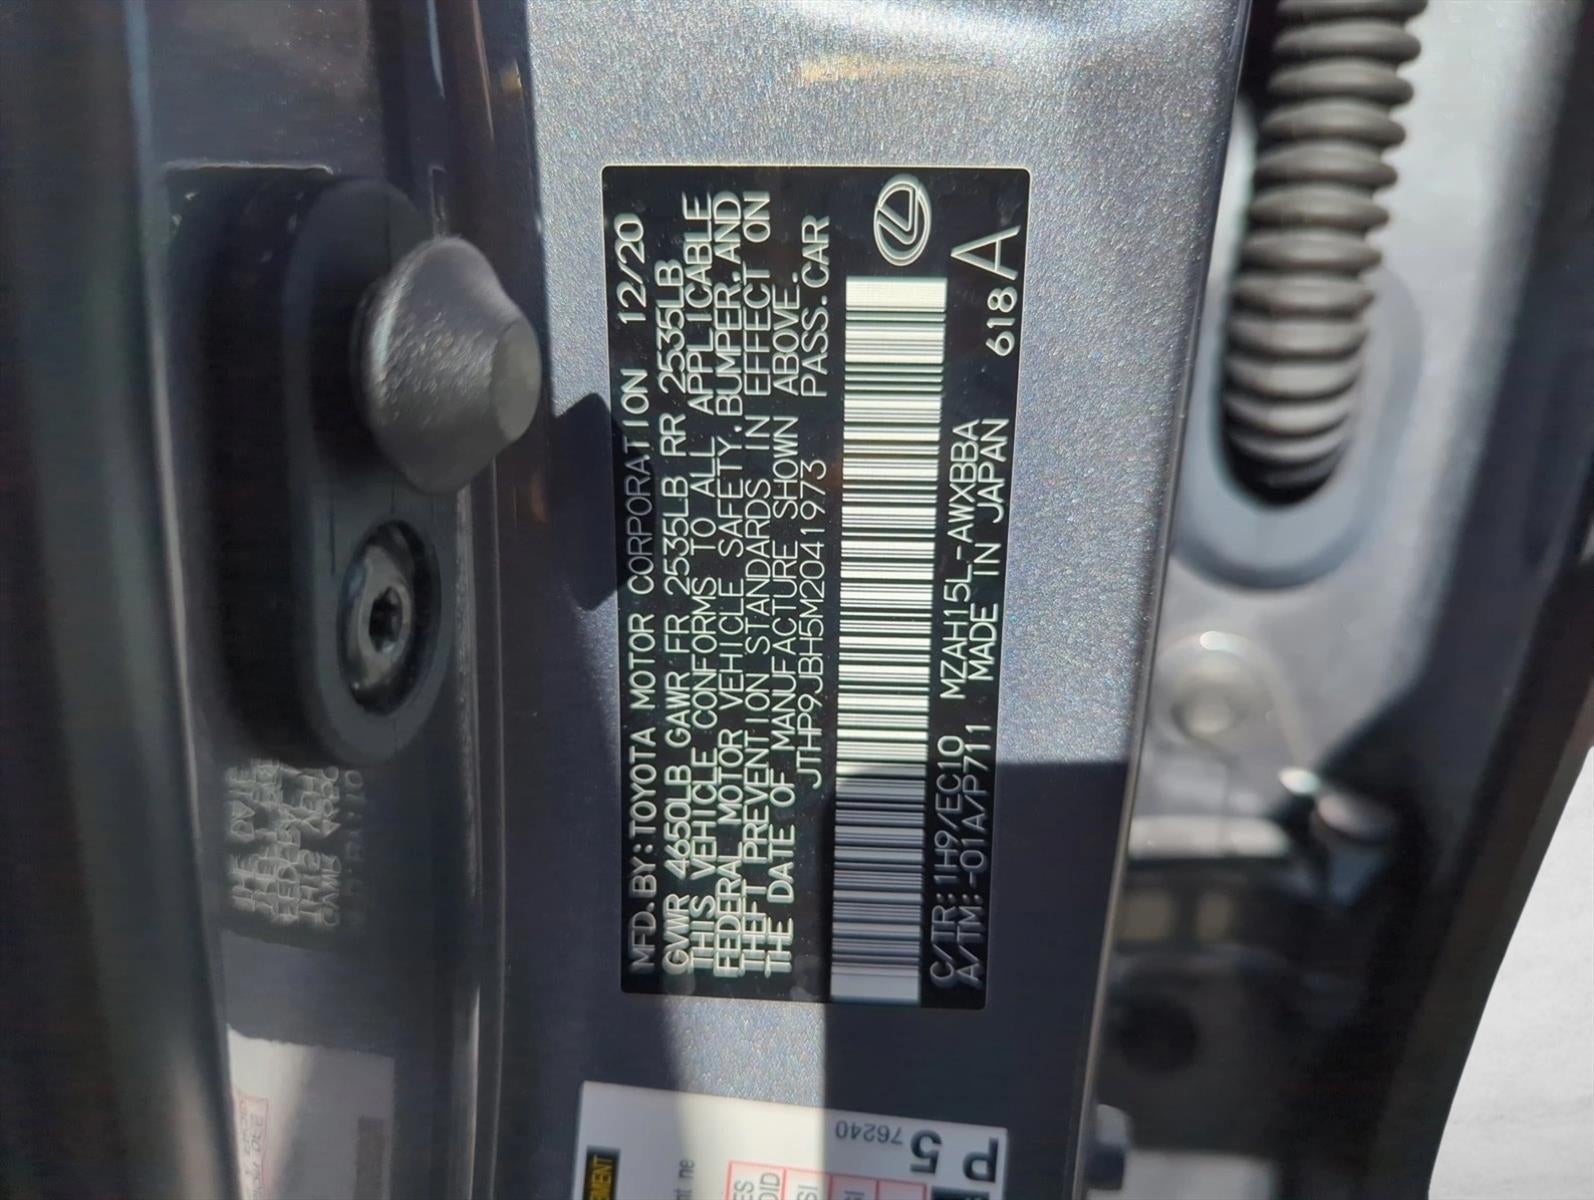 MFD.BY:TOYOTA MOTOR CORPORATION 12/20
GVWR 4650LB GAWR FR 2535LB RR 2535LB
THIS VEHICLE CONFORMS TO ALL APPLICABLE
FEDERAL MOTOR VEHICLE SAFETY,BUMPER,AND
THEFT PREVENTION STANDARDS IN EFFECT ON
THE DATE OF MANUFACTURE SHOWN ABOVE.
JTHP9JBH5M2041973 PASS.CAR
C/TR:1H9/EC10 MZAH15L-AWXBBA 618A
A/TM:-01A/P711 MADE IN JAPAN
76240
P5